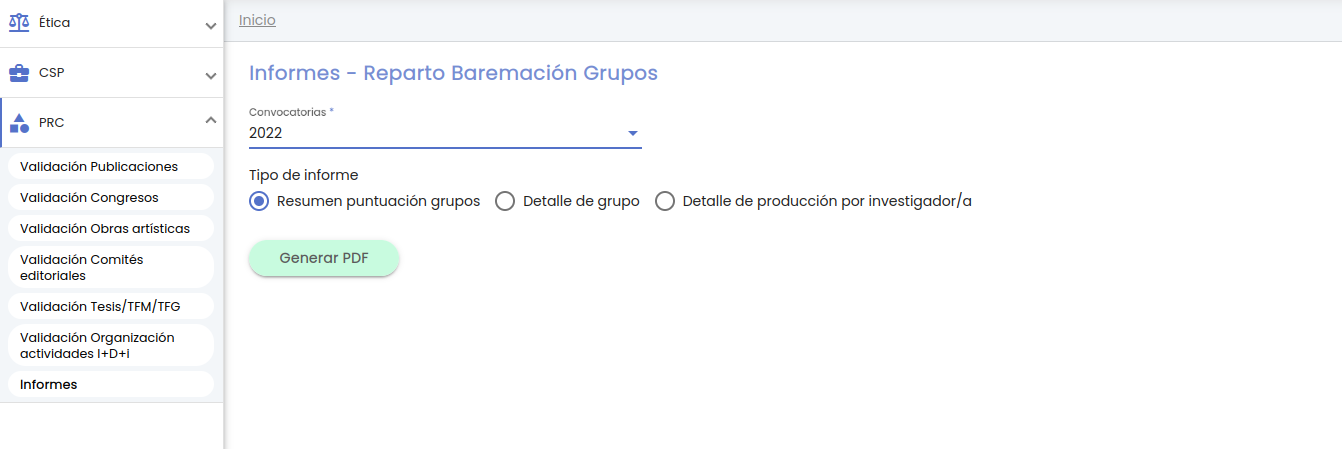 Ética
CSP
PRC
Validación Publicaciones
Validación Congresos
Validación Obras artísticas
Validación Comités
editoriales
Validación Tesis/TFM/TFG
Validación Organización
actividades I+D+i
Informes
Inicio
Informes - Reparto Baremación Grupos
Convocatorias *
2022
Tipo de informe
Resumen puntuación grupos Detalle de grupo Detalle de producción por investigador/a
Generar PDF